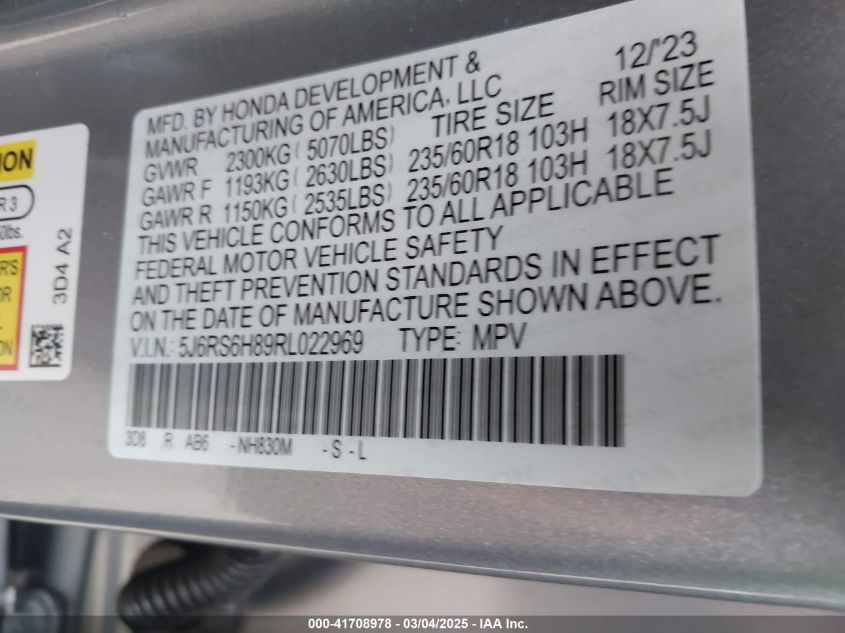 MFD. BY HONDA DEVELOPMENT & 12/'23
MANUFACTURING OF AMERICA, LLC TIRE SIZE RIM SIZE
GVWR 2300KG ( 5070LBS)
GAWR F 1193KG ( 2630LBS) 235/60R18 103H 18X7.5J
GAWR R 1150KG ( 2535LBS) 235/60R18 103H 18X7.5J
THIS VEHICLE CONFORMS TO ALL APPLICABLE
FEDERAL MOTOR VEHICLE SAFETY
AND THEFT PREVENTION STANDARDS IN EFFECT
ON THE DATE OF MANUFACTURE SHOWN ABOVE.
V.I.N.: 5J6RS6H89RL022969 TYPE: MPV
3D8 R AB6 -NH830M - S - L
3D4 A2
000-41708978 — 03/04/2025 — IAA Inc.